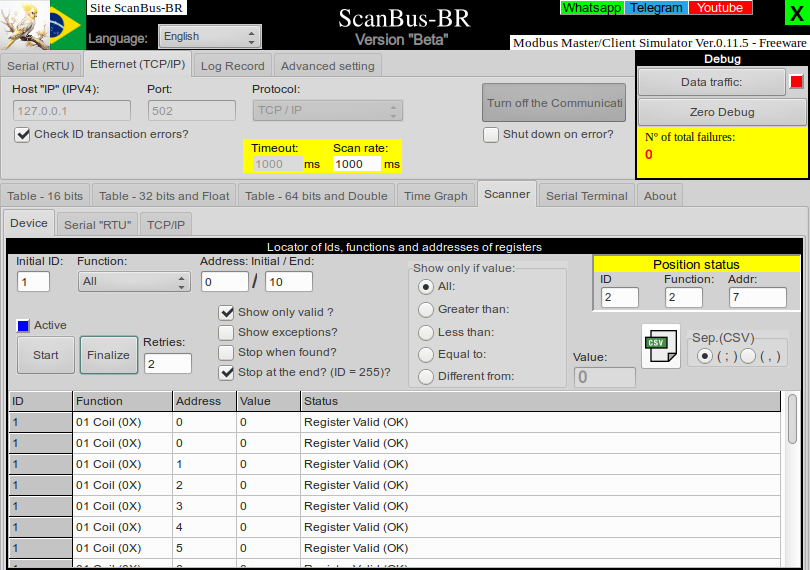 Site ScanBus-BR
Whatsapp Telegram Youtube
X
ScanBus-BR
Language: English
Version "Beta"
Modbus Master/Client Simulator Ver.0.11.5 - Freeware
Serial (RTU) Ethernet (TCP/IP) Log Record Advanced setting
Debug
Host "IP" (IPV4): Port: Protocol:
127.0.0.1 502 TCP / IP
Turn off the Communicati
Data traffic:
Zero Debug
Check ID transaction errors?
Shut down on error?
Timeout: Scan rate:
1000 ms 1000 ms
N° of total failures:
0
Table - 16 bits Table - 32 bits and Float Table - 64 bits and Double Time Graph Scanner Serial Terminal About
Device Serial "RTU" TCP/IP
Locator of Ids, functions and addresses of registers
Initial ID: Function: Address: Initial / End:
1 All 0 / 10
Show only if value:
All:
Greater than:
Less than:
Equal to:
Different from:
Position status
ID Function: Addr:
2 2 7
Active
Start Finalize
Retries:
2
Show only valid ?
Show exceptions?
Stop when found?
Stop at the end? (ID = 255)?
Value:
0
CSV
Sep.(CSV)
( ; ) ( , )
ID Function Address Value Status
1 01 Coil (0X) 0 0 Register Valid (OK)
1 01 Coil (0X) 0 0 Register Valid (OK)
1 01 Coil (0X) 1 0 Register Valid (OK)
1 01 Coil (0X) 2 0 Register Valid (OK)
1 01 Coil (0X) 3 0 Register Valid (OK)
1 01 Coil (0X) 4 0 Register Valid (OK)
1 01 Coil (0X) 5 0 Register Valid (OK)